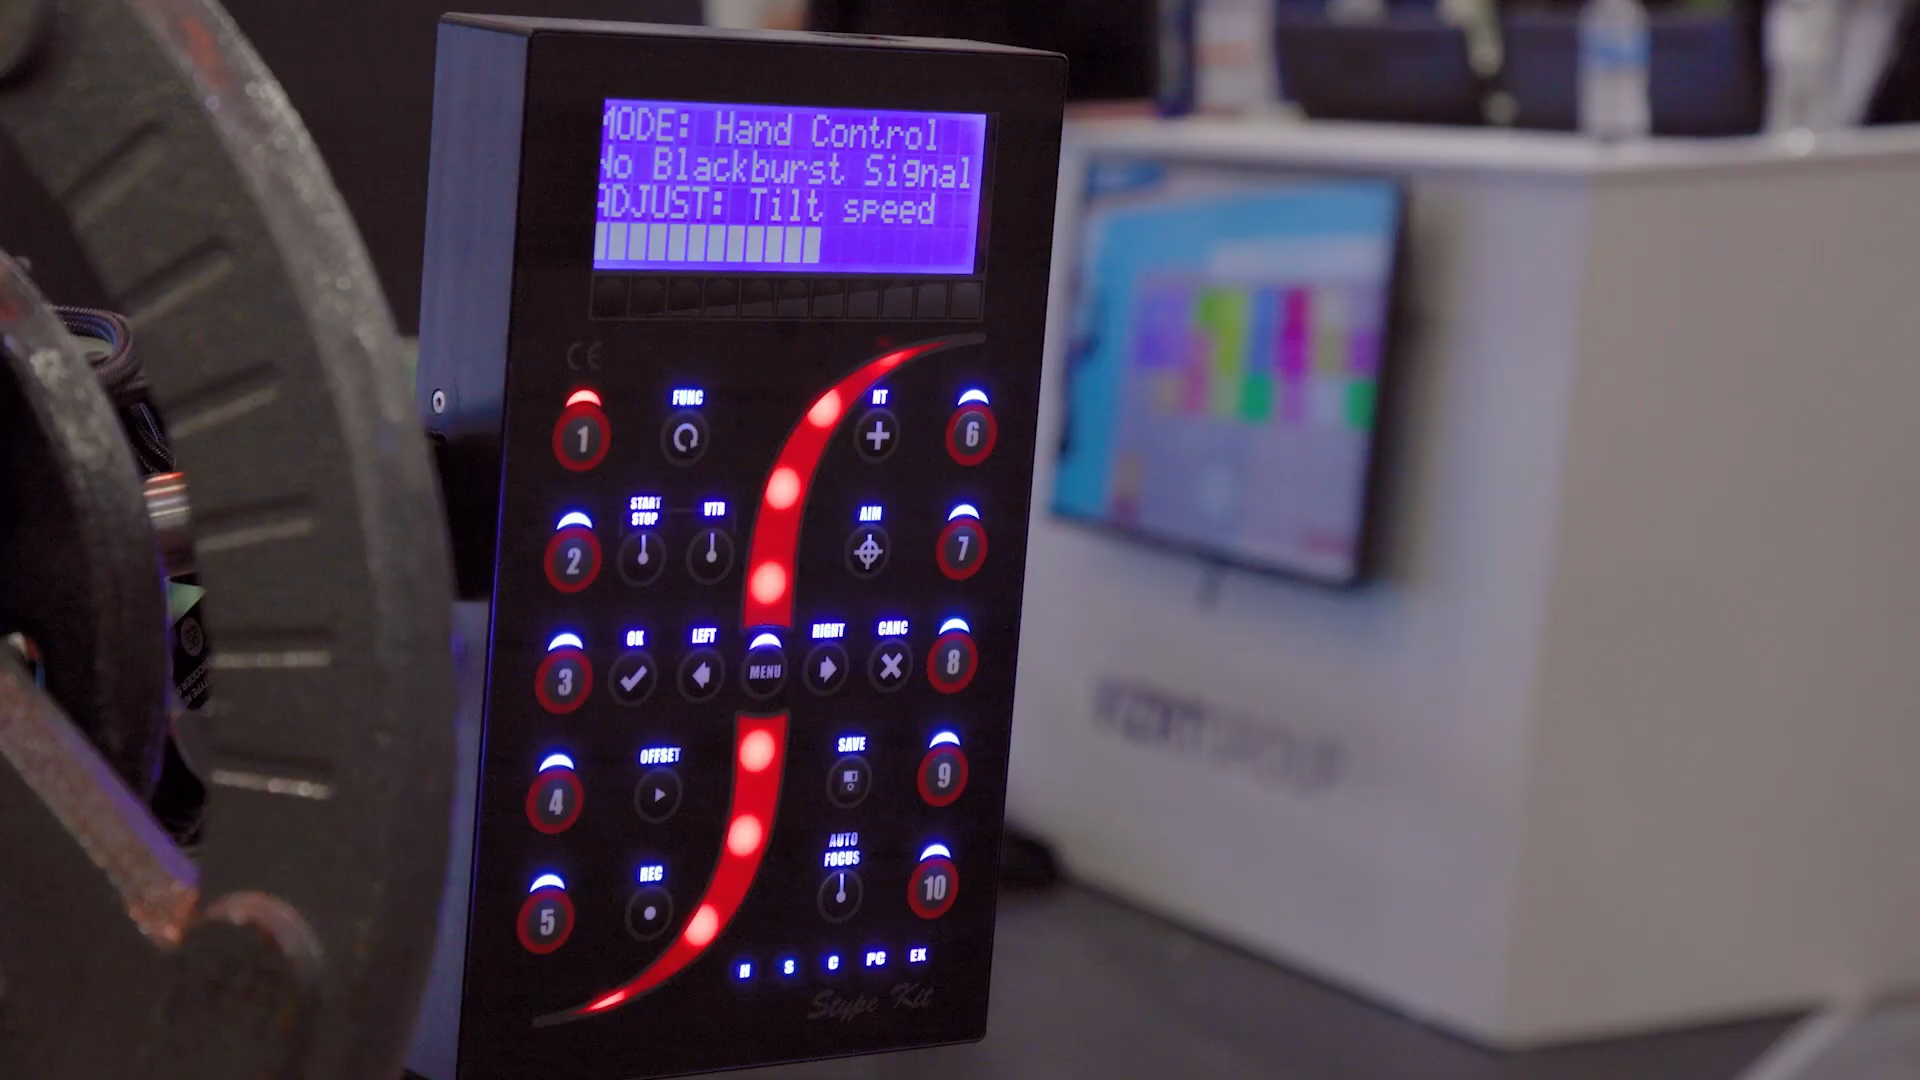 MODE: Hand Control
No Blackburst Signal
ADJUST: Tilt speed
CE
1
FUNC
NT
6
2
START
STOP
VTR
AIM
7
3
OK
LEFT
MENU
RIGHT
CANC
8
4
OFFSET
SAVE
9
5
REC
AUTO
FOCUS
10
H S C PC EX
Stype Kit